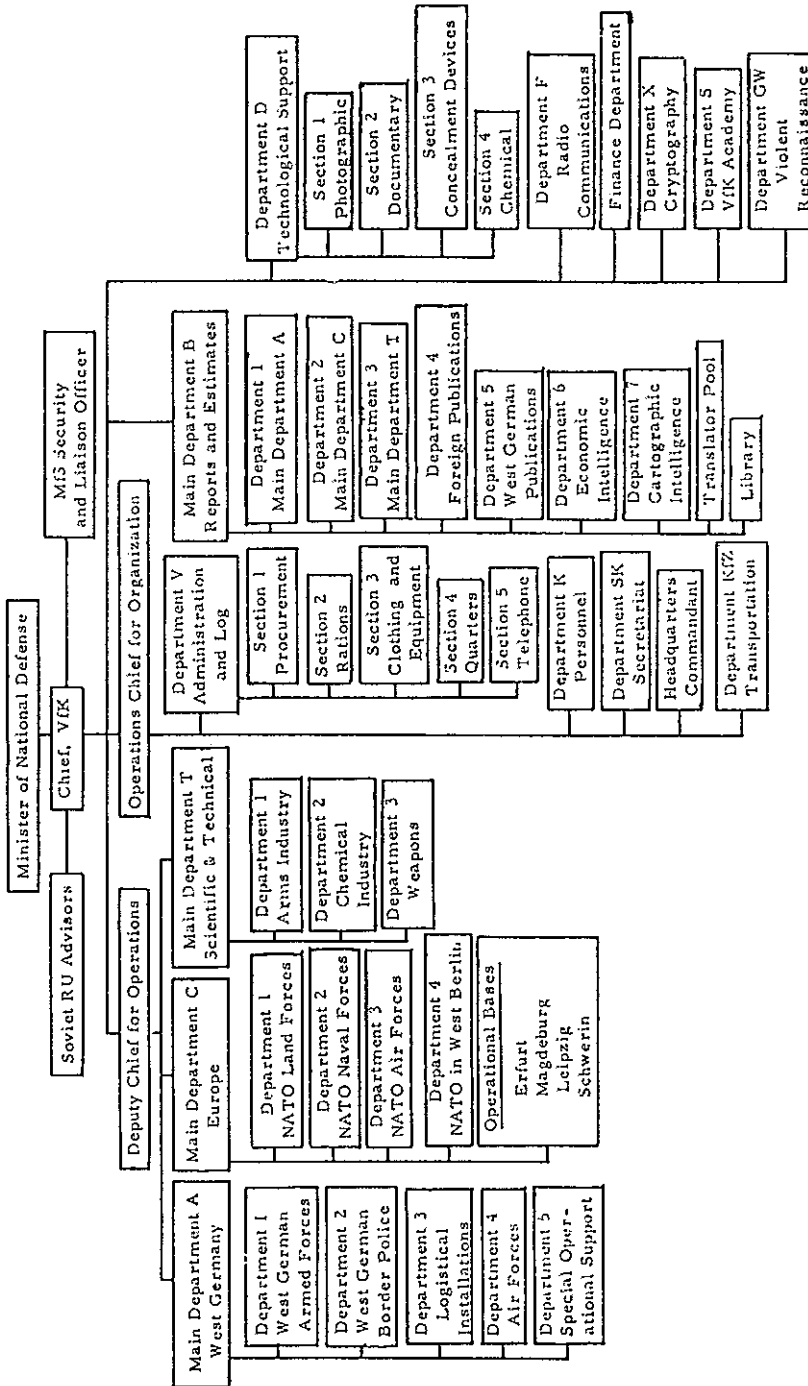 Minister of National Defense
Soviet RU Advisors
Chief, VfK
MfS Security
and Liaison Officer
Deputy Chief for Operations
Operations Chief for Organization
Main Department A
West Germany
Department 1
West German
Armed Forces
Department 2
West German
Border Police
Department 3
Logistical
Installations
Department 4
Air Forces
Department 5
Special Oper-
ational Support
Main Department C
Europe
Department 1
NATO Land Forces
Department 2
NATO Naval Forces
Department 3
NATO Air Forces
Department 4
NATO in West Berlin
Operational Bases
Erfurt
Magdeburg
Leipzig
Schwerin
Main Department T
Scientific & Technical
Department 1
Arms Industry
Department 2
Chemical
Industry
Department 3
Weapons
Department V
Administration
and Log
Section 1
Procurement
Section 2
Rations
Section 3
Clothing and
Equipment
Section 4
Quarters
Section 5
Telephone
Department K
Personnel
Department SK
Secretariat
Headquarters
Commandant
Department KfZ
Transportation
Main Department B
Reports and Estimates
Department 1
Main Department A
Department 2
Main Department C
Department 3
Main Department T
Department 4
Foreign Publications
Department 5
West German
Publications
Department 6
Economic
Intelligence
Department 7
Cartographic
Intelligence
Translator Pool
Library
Department D
Technological Support
Section 1
Photographic
Section 2
Documentary
Section 3
Concealment Devices
Section 4
Chemical
Department F
Radio
Communications
Finance Department
Department X
Cryptography
Department S
VfK Academy
Department GW
Violent
Reconnaissance